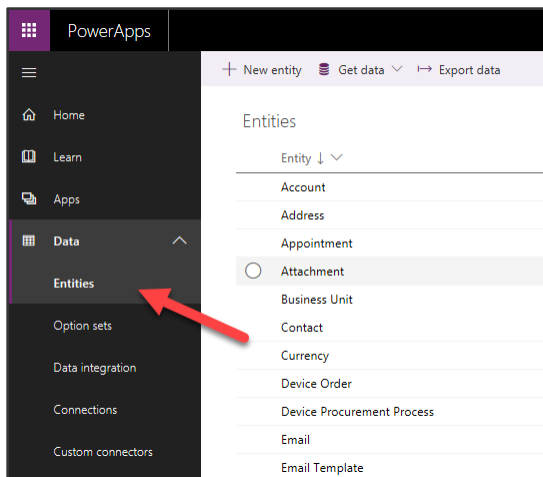 PowerApps
New entity Get data Export data
Home
Learn
Apps
Data
Entities
Option sets
Data integration
Connections
Custom connectors
Entities
Entity
Account
Address
Appointment
Attachment
Business Unit
Contact
Currency
Device Order
Device Procurement Process
Email
Email Template